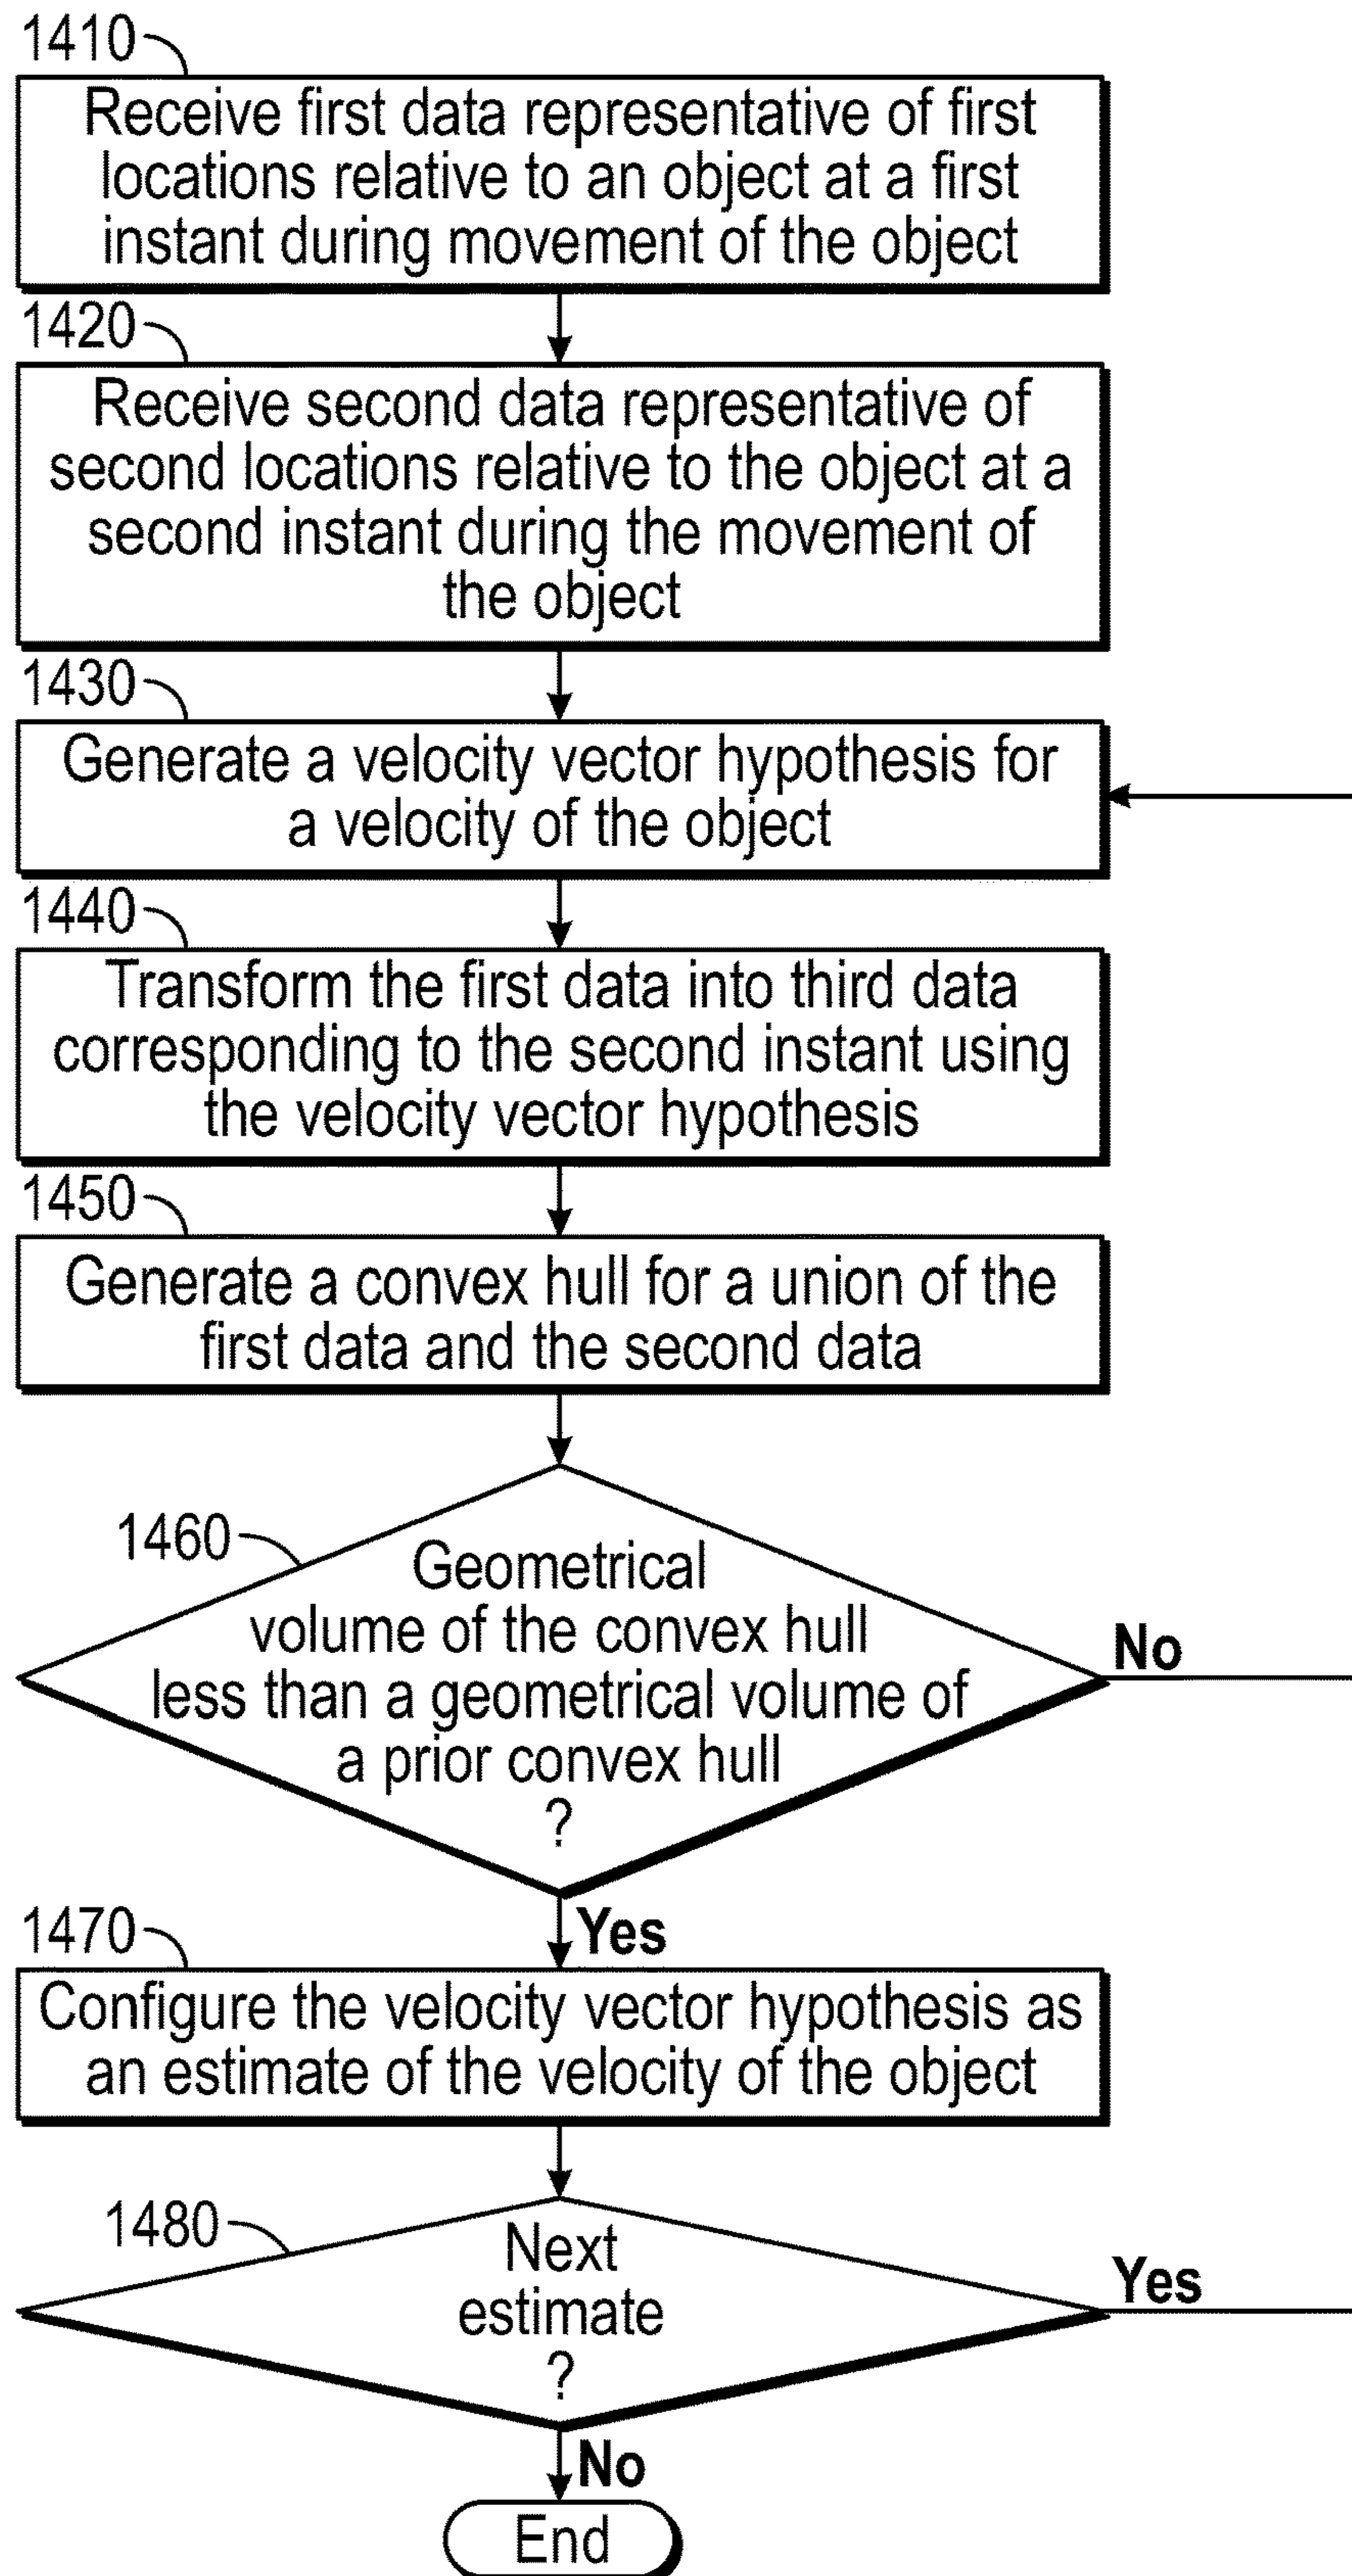 1410
Receive first data representative of first
locations relative to an object at a first
instant during movement of the object
1420
Receive second data representative of
second locations relative to the object at a
second instant during the movement of
the object
1430
Generate a velocity vector hypothesis for
a velocity of the object
1440
Transform the first data into third data
corresponding to the second instant using
the velocity vector hypothesis
1450
Generate a convex hull for a union of the
first data and the second data
1460
Geometrical
volume of the convex hull
less than a geometrical volume of
a prior convex hull
?
No
Yes
1470
Configure the velocity vector hypothesis as
an estimate of the velocity of the object
1480
Next
estimate
?
Yes
No
End